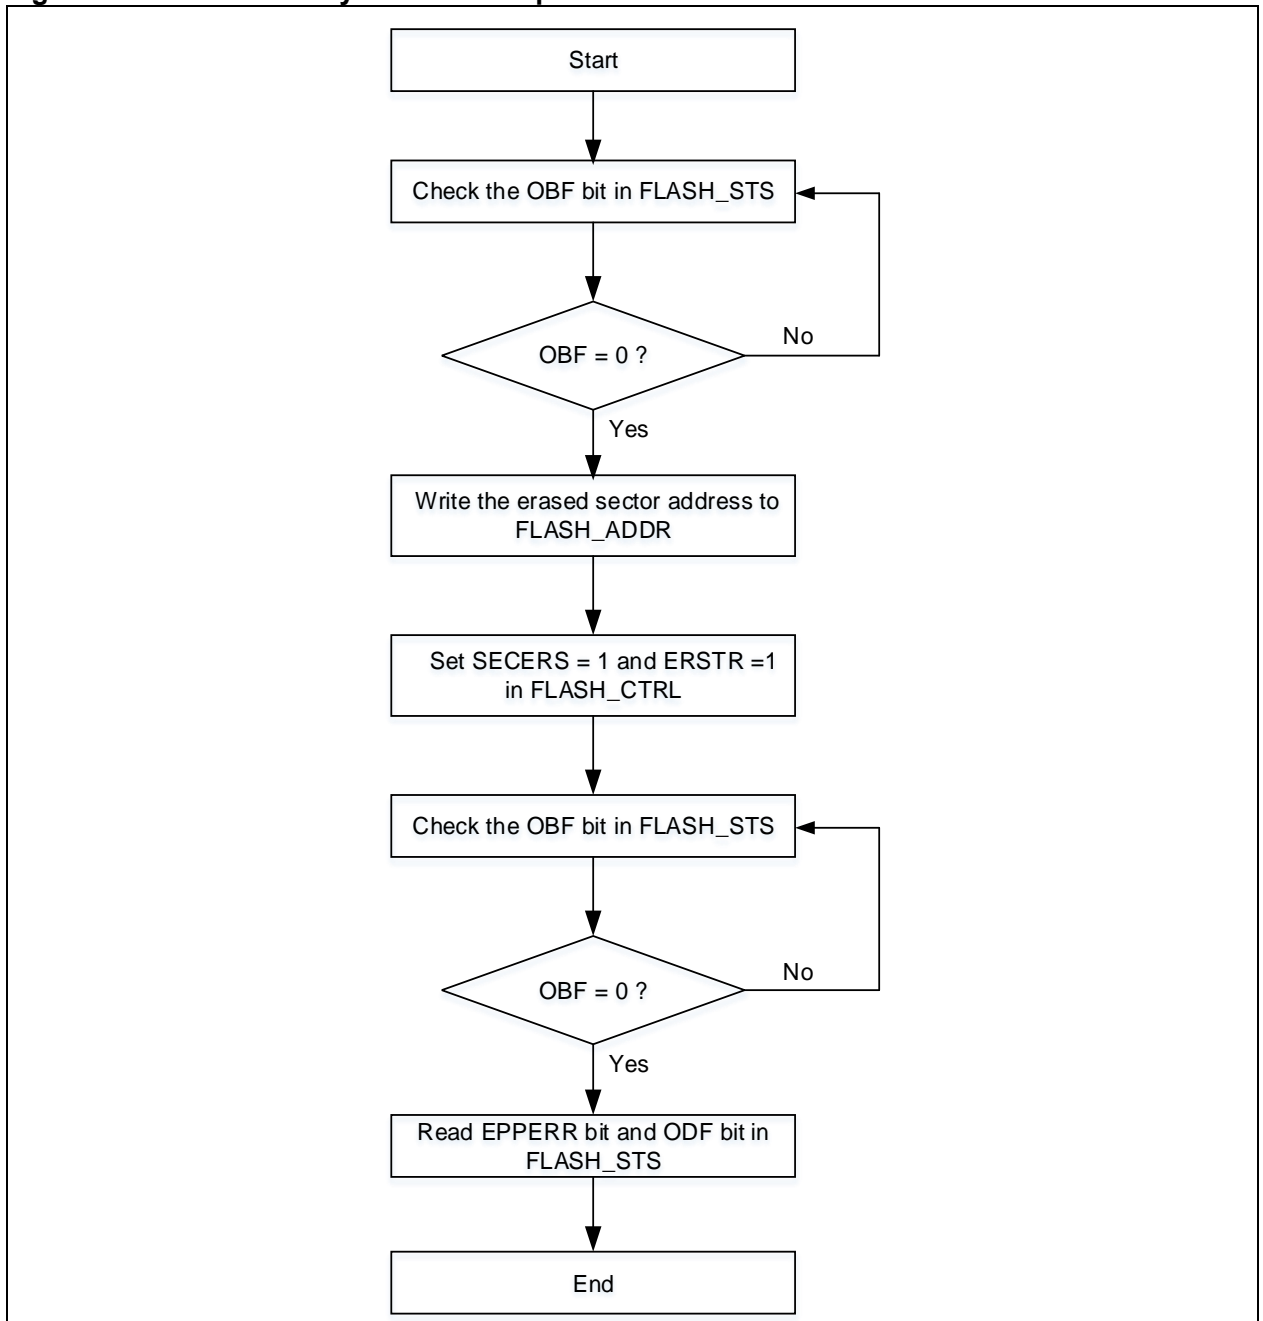 Start
Check the OBF bit in FLASH_STS
OBF = 0 ?
No
Yes
Write the erased sector address to
FLASH_ADDR
Set SECERS = 1 and ERSTR =1
in FLASH_CTRL
Check the OBF bit in FLASH_STS
OBF = 0 ?
No
Yes
Read EPPERR bit and ODF bit in
FLASH_STS
End